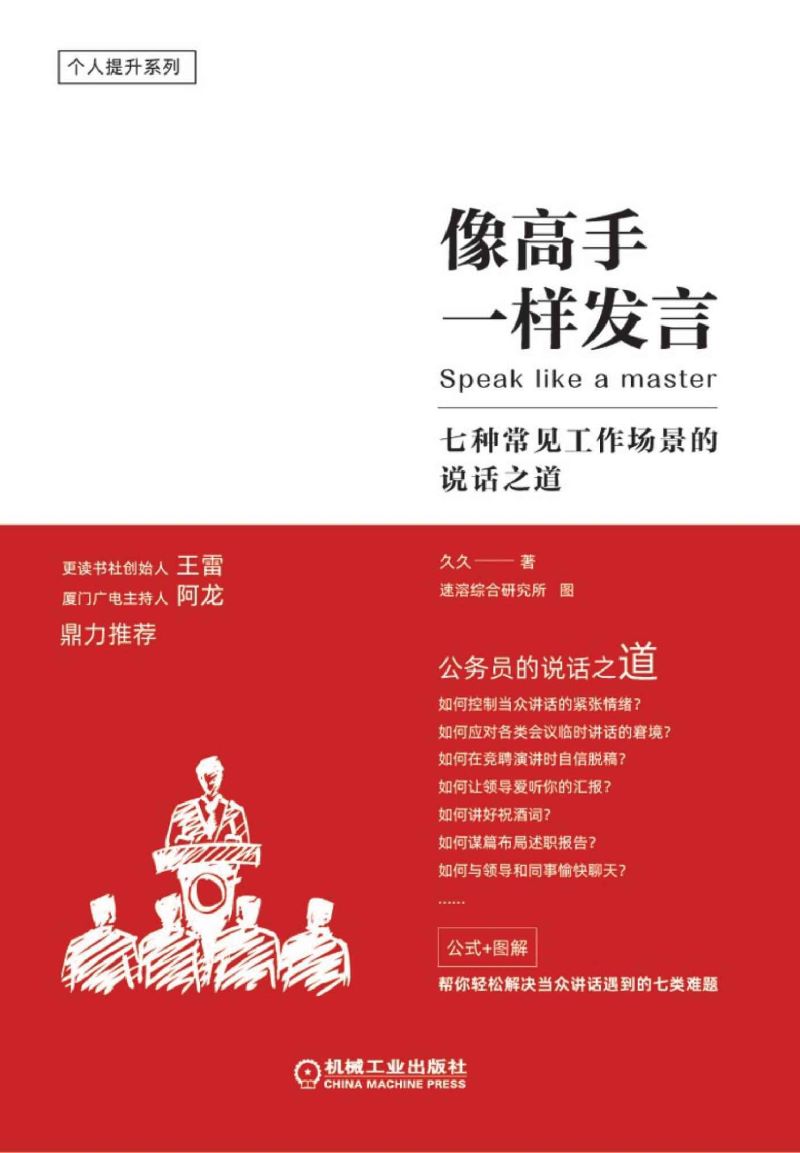 个人提升系列
像高手
一样发言
Speak like a master
七种常见工作场景的
说话之道
更读书社创始人 王雷
厦门广电主持人 阿龙
鼎力推荐
久久——著
速溶综合研究所 图
公务员的说话之道
如何控制当众讲话的紧张情绪?
如何应对各类会议临时讲话的窘境?
如何在竞聘演讲时自信脱稿?
如何让领导爱听你的汇报?
如何讲好祝酒词?
如何谋篇布局述职报告?
如何与领导和同事愉快聊天?
……
公式+图解
帮你轻松解决当众讲话遇到的七类难题
机械工业出版社
CHINA MACHINE PRESS